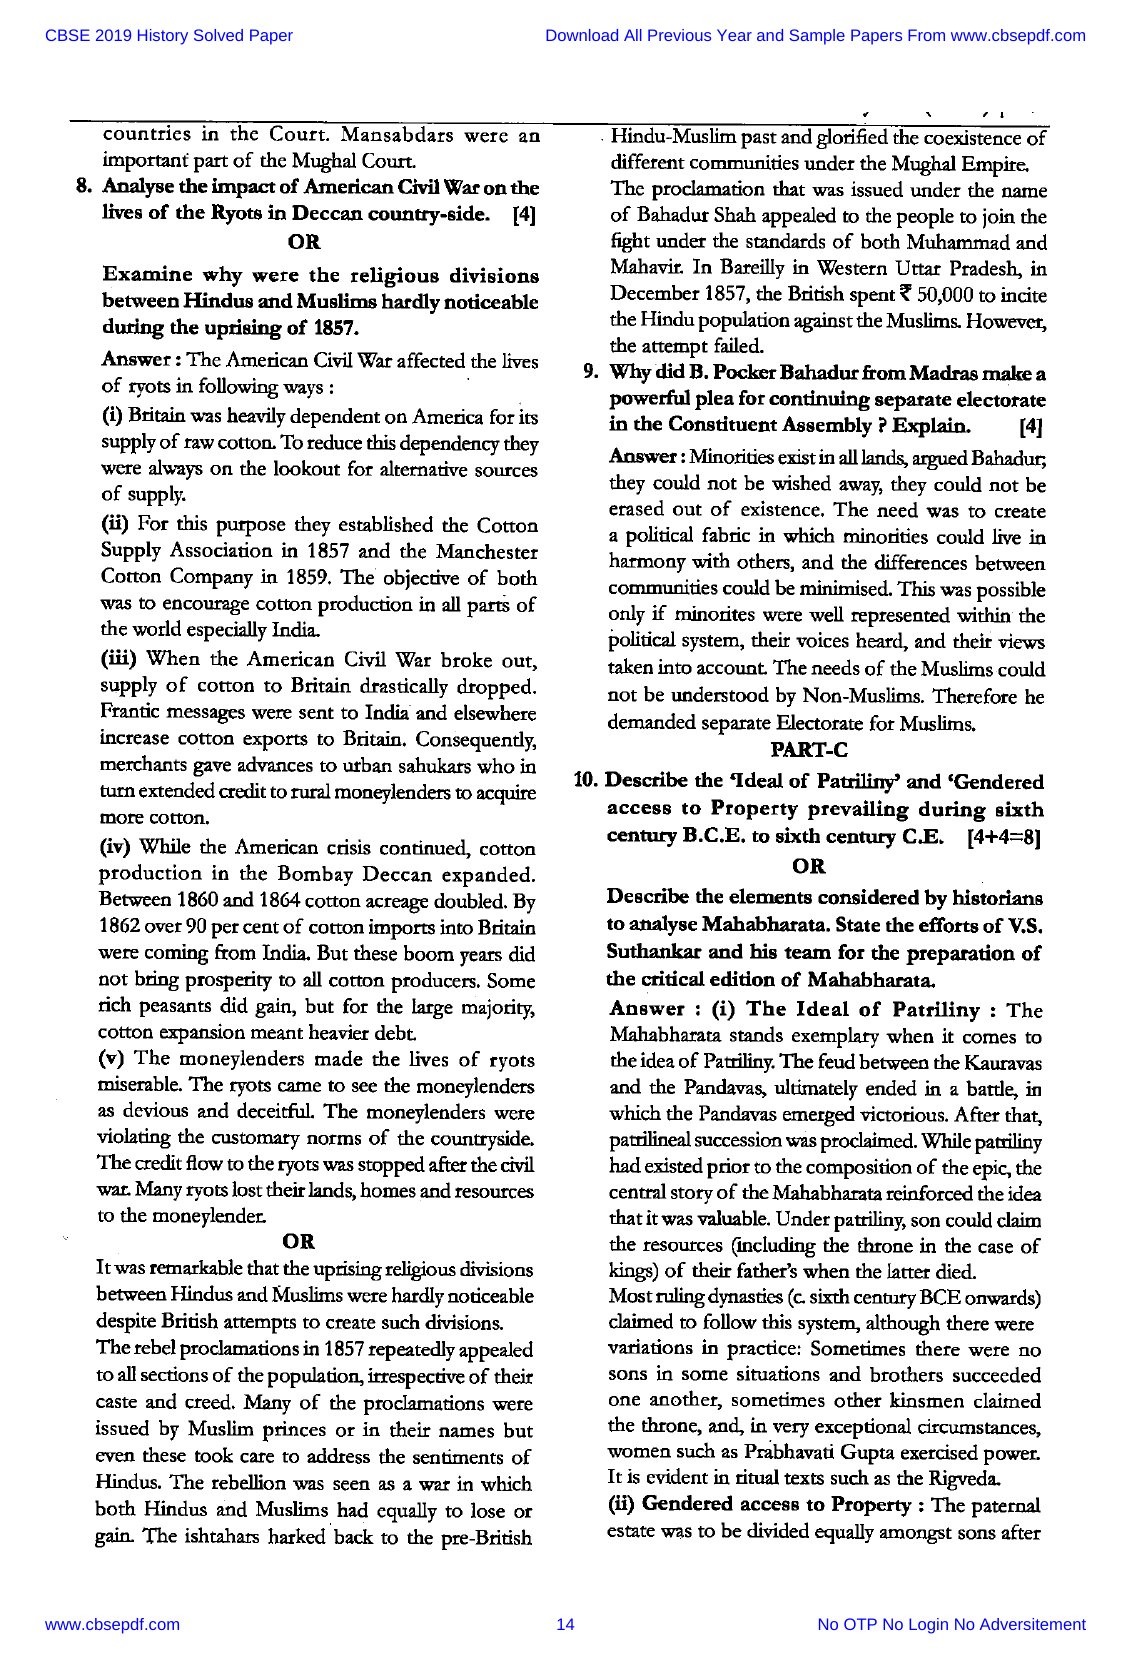 CBSE 2019 History Solved Paper
Download All Previous Year and Sample Papers From www.cbsepdf.com
countries in the Court. Mansabdars were an
important part of the Mughal Court.
8. Analyse the impact of American Civil War on the
lives of the Ryots in Deccan country-side. [4]
OR
Examine why were the religious divisions
between Hindus and Muslims hardly noticeable
during the uprising of 1857.
Answer : The American Civil War affected the lives
of ryots in following ways :
(i) Britain was heavily dependent on America for its
supply of raw cotton. To reduce this dependency they
were always on the lookout for alternative sources
of supply.
(ii) For this purpose they established the Cotton
Supply Association in 1857 and the Manchester
Cotton Company in 1859. The objective of both
was to encourage cotton production in all parts of
the world especially India.
(iii) When the American Civil War broke out,
supply of cotton to Britain drastically dropped.
Frantic messages were sent to India and elsewhere
increase cotton exports to Britain. Consequently,
merchants gave advances to urban sahukars who in
turn extended credit to rural moneylenders to acquire
more cotton.
(iv) While the American crisis continued, cotton
production in the Bombay Deccan expanded.
Between 1860 and 1864 cotton acreage doubled. By
1862 over 90 per cent of cotton imports into Britain
were coming from India. But these boom years did
not bring prosperity to all cotton producers. Some
rich peasants did gain, but for the large majority,
cotton expansion meant heavier debt.
(v) The moneylenders made the lives of ryots
miserable. The ryots came to see the moneylenders
as devious and deceitful. The moneylenders were
violating the customary norms of the countryside.
The credit flow to the ryots was stopped after the civil
war. Many ryots lost their lands, homes and resources
to the moneylender.
OR
It was remarkable that the uprising religious divisions
between Hindus and Muslims were hardly noticeable
despite British attempts to create such divisions.
The rebel proclamations in 1857 repeatedly appealed
to all sections of the population, irrespective of their
caste and creed. Many of the proclamations were
issued by Muslim princes or in their names but
even these took care to address the sentiments of
Hindus. The rebellion was seen as a war in which
both Hindus and Muslims had equally to lose or
gain. The ishtahars harked back to the pre-British
Hindu-Muslim past and glorified the coexistence of
different communities under the Mughal Empire.
The proclamation that was issued under the name
of Bahadur Shah appealed to the people to join the
fight under the standards of both Muhammad and
Mahavir. In Bareilly in Western Uttar Pradesh, in
December 1857, the British spent ₹ 50,000 to incite
the Hindu population against the Muslims. However,
the attempt failed.
9. Why did B. Pocker Bahadur from Madras make a
powerful plea for continuing separate electorate
in the Constituent Assembly ? Explain. [4]
Answer : Minorities exist in all lands, argued Bahadur;
they could not be wished away, they could not be
erased out of existence. The need was to create
a political fabric in which minorities could live in
harmony with others, and the differences between
communities could be minimised. This was possible
only if minorites were well represented within the
political system, their voices heard, and their views
taken into account. The needs of the Muslims could
not be understood by Non-Muslims. Therefore he
demanded separate Electorate for Muslims.
PART-C
10. Describe the 'Ideal of Patriliny' and 'Gendered
access to Property prevailing during sixth
century B.C.E. to sixth century C.E. [4+4=8]
OR
Describe the elements considered by historians
to analyse Mahabharata. State the efforts of V.S.
Suthankar and his team for the preparation of
the critical edition of Mahabharata.
Answer : (i) The Ideal of Patriliny : The
Mahabharata stands exemplary when it comes to
the idea of Patriliny. The feud between the Kauravas
and the Pandavas, ultimately ended in a battle, in
which the Pandavas emerged victorious. After that,
patrilineal succession was proclaimed. While patriliny
had existed prior to the composition of the epic, the
central story of the Mahabharata reinforced the idea
that it was valuable. Under patriliny, son could claim
the resources (including the throne in the case of
kings) of their father's when the latter died.
Most ruling dynasties (c. sixth century BCE onwards)
claimed to follow this system, although there were
variations in practice: Sometimes there were no
sons in some situations and brothers succeeded
one another, sometimes other kinsmen claimed
the throne, and, in very exceptional circumstances,
women such as Prabhavati Gupta exercised power.
It is evident in ritual texts such as the Rigveda.
(ii) Gendered access to Property : The paternal
estate was to be divided equally amongst sons after
www.cbsepdf.com
14
No OTP No Login No Adversitement